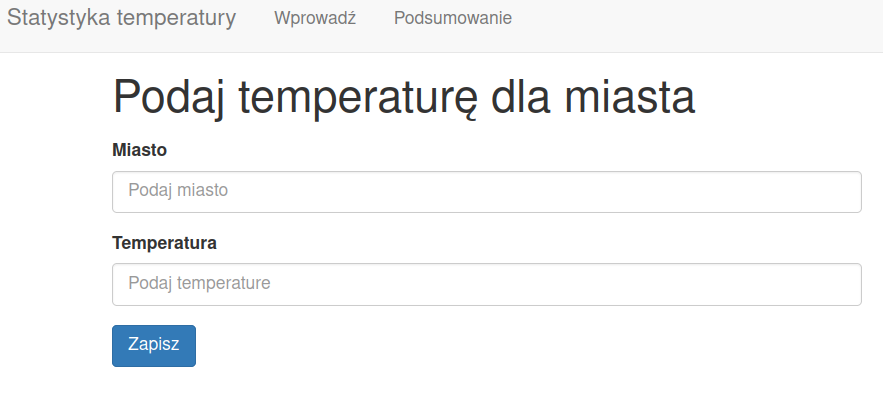 Statystyka temperatury Wprowadź Podsumowanie
Podaj temperaturę dla miasta
Miasto
Podaj miasto
Temperatura
Podaj temperature
Zapisz